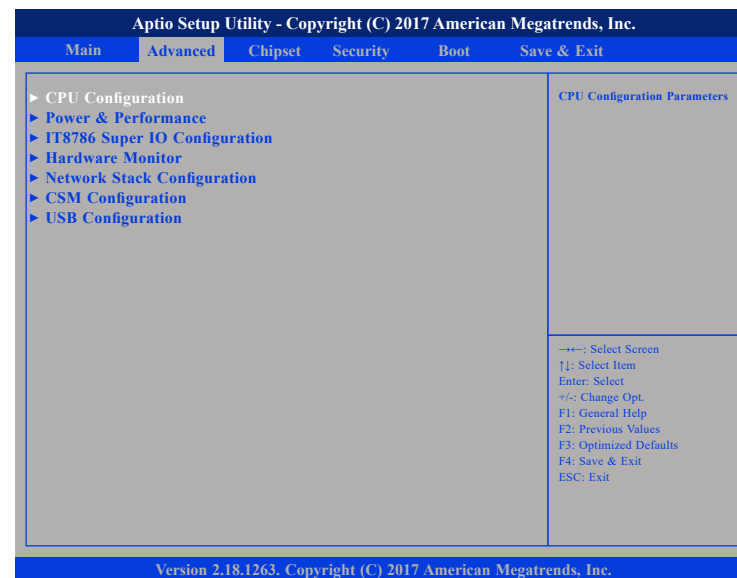 Aptio Setup Utility - Copyright (C) 2017 American Megatrends, Inc.
Main Advanced Chipset Security Boot Save & Exit
► CPU Configuration
► Power & Performance
► IT8786 Super IO Configuration
► Hardware Monitor
► Network Stack Configuration
► CSM Configuration
► USB Configuration
CPU Configuration Parameters
→←: Select Screen
↑↓: Select Item
Enter: Select
+/-: Change Opt.
F1: General Help
F2: Previous Values
F3: Optimized Defaults
F4: Save & Exit
ESC: Exit
Version 2.18.1263. Copyright (C) 2017 American Megatrends, Inc.